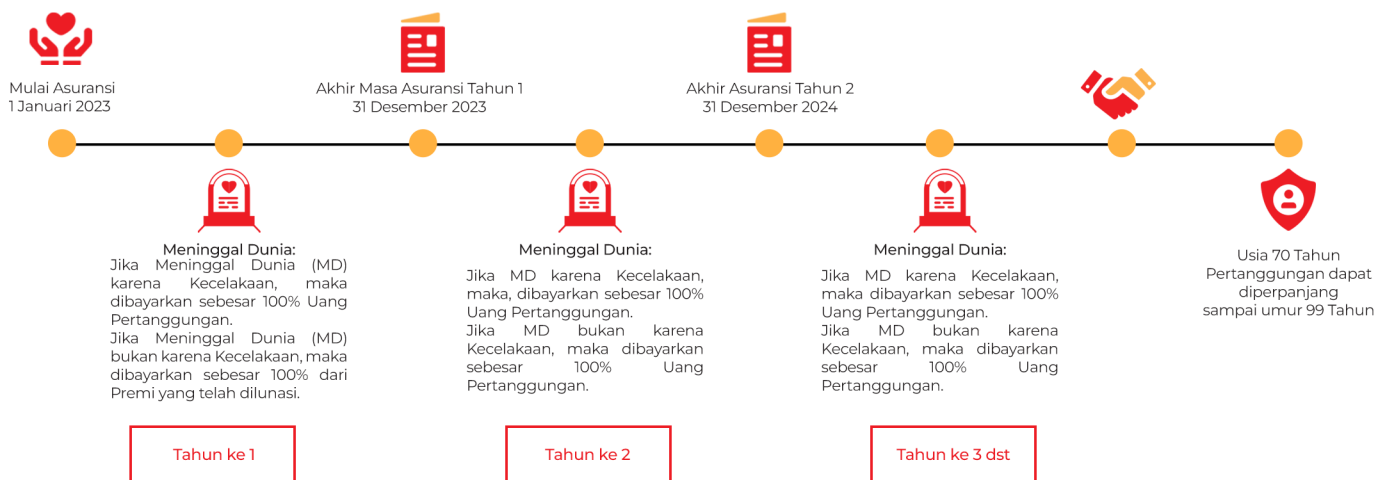 Mulai Asuransi
1 Januari 2023
Akhir Masa Asuransi Tahun 1
31 Desember 2023
Akhir Asuransi Tahun 2
31 Desember 2024
Meninggal Dunia:
Jika Meninggal Dunia (MD)
karena Kecelakaan, maka
dibayarkan sebesar 100% Uang
Pertanggungan.
Jika Meninggal Dunia (MD)
bukan karena Kecelakaan, maka
dibayarkan sebesar 100% dari
Premi yang telah dilunasi.
Tahun ke 1
Meninggal Dunia:
Jika MD karena Kecelakaan,
maka, dibayarkan sebesar 100%
Uang Pertanggungan.
Jika MD bukan karena
Kecelakaan, maka dibayarkan
sebesar 100% Uang
Pertanggungan.
Tahun ke 2
Meninggal Dunia:
Jika MD karena Kecelakaan,
maka dibayarkan sebesar 100%
Uang Pertanggungan.
Jika MD bukan karena
Kecelakaan, maka dibayarkan
sebesar 100% Uang
Pertanggungan.
Tahun ke 3 dst
Usia 70 Tahun
Pertanggungan dapat
diperpanjang
sampai umur 99 Tahun